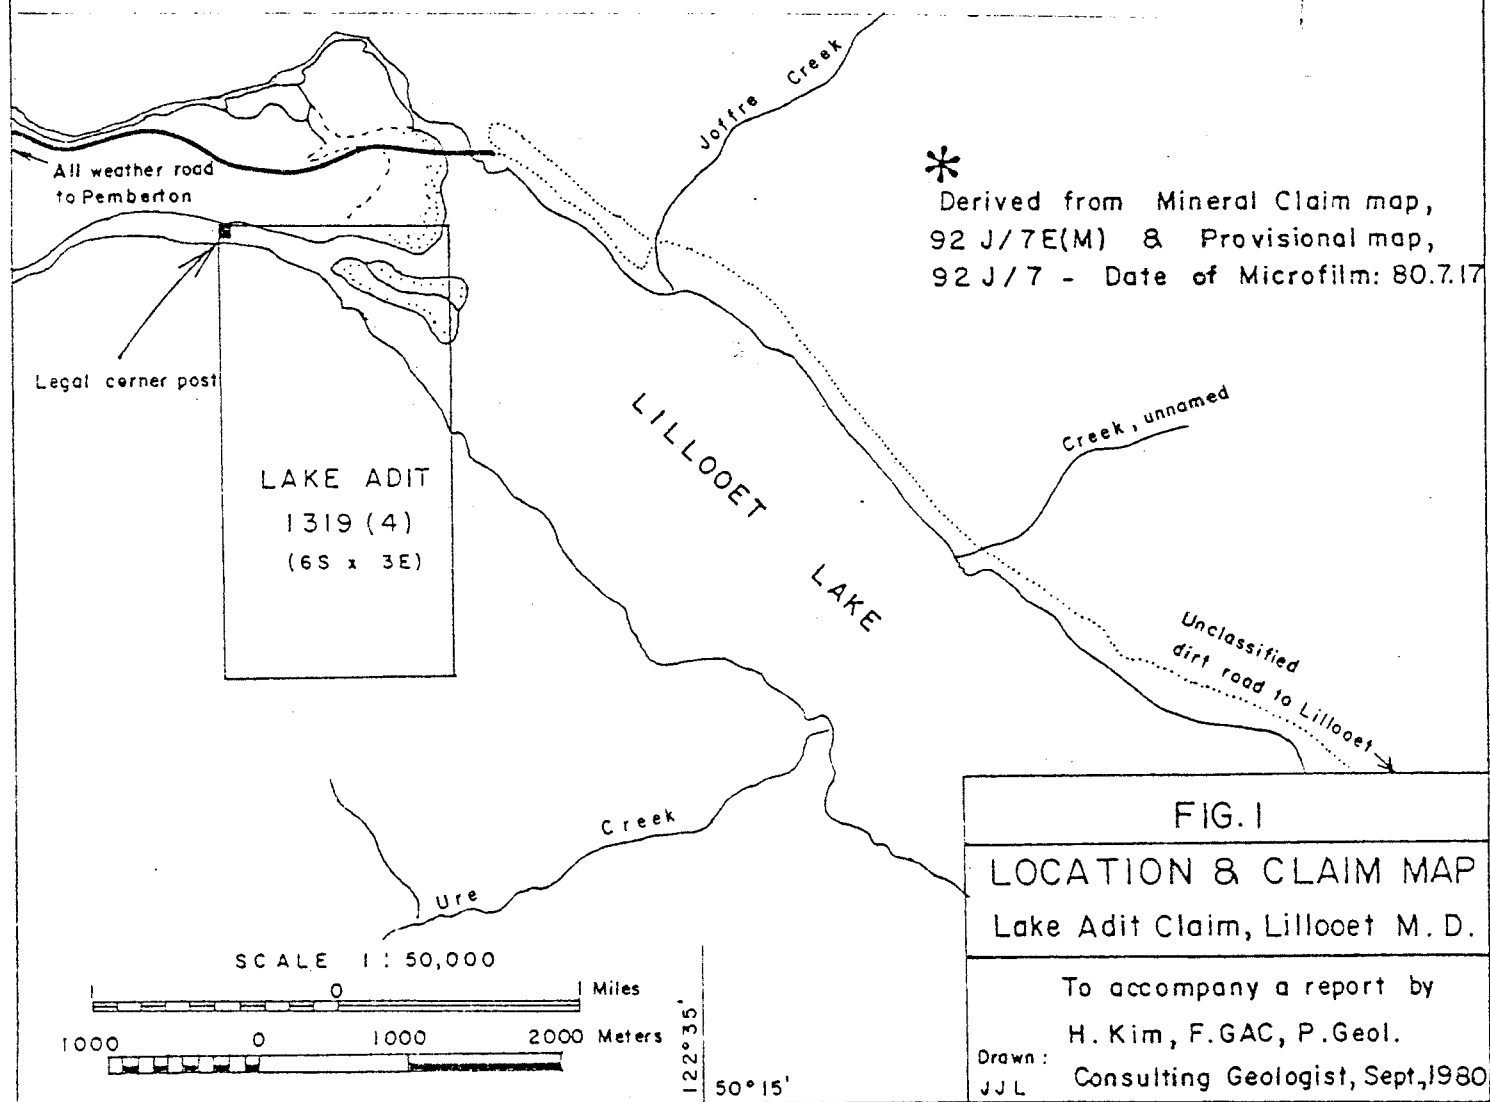 Joffre Creek
All weather road
to Pemberton
*
Derived from Mineral Claim map,
92 J/7E(M) & Provisional map,
92 J/7 - Date of Microfilm: 80.7.17
Legal corner post
LILLOOET
LAKE
Creek, unnamed
LAKE ADIT
1319 (4)
(6S x 3E)
Unclassified
dirt road to Lillooet
Ure Creek
SCALE 1 : 50,000
1 0 1 Miles
1000 0 1000 2000 Meters
122°35'
50°15'
FIG. 1
LOCATION & CLAIM MAP
Lake Adit Claim, Lillooet M. D.
To accompany a report by
H. Kim, F.GAC, P.Geol.
Drawn :
JJL
Consulting Geologist, Sept., 1980